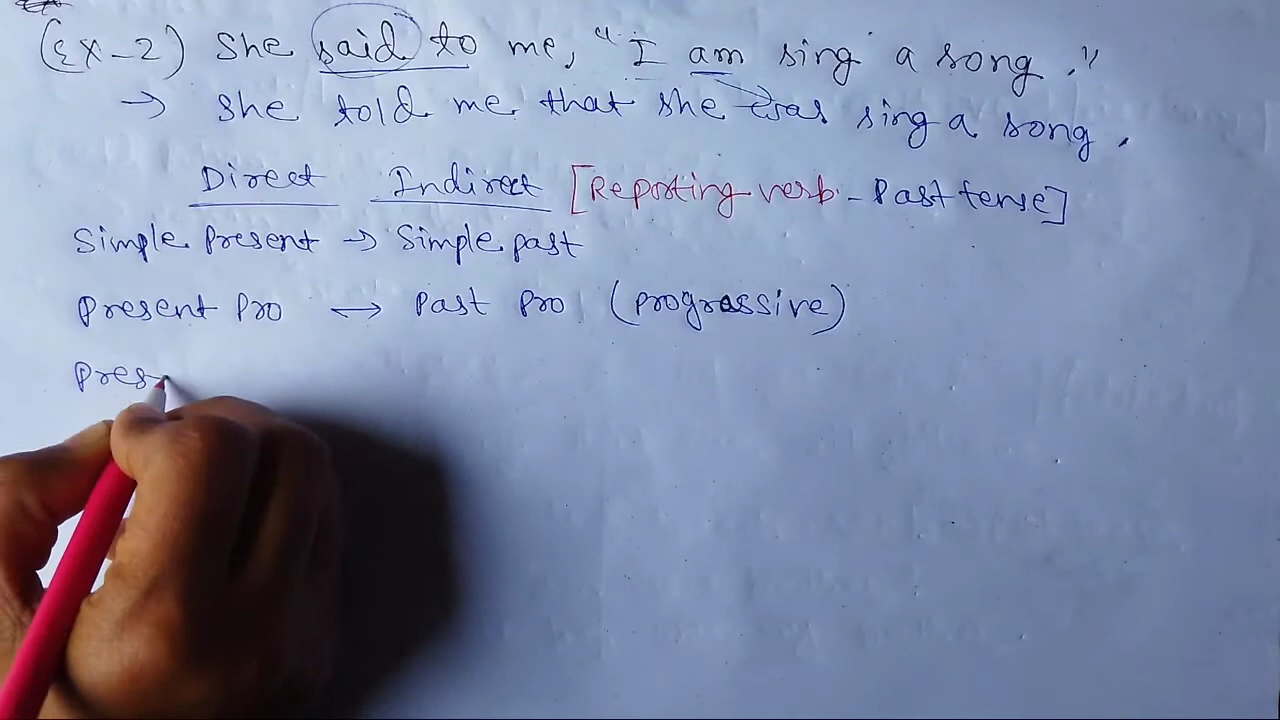 (Ex-2) She said to me, "I am sing a song."
→ She told me that she was sing a song.
Direct Indirect [Reporting verb - Past tense]
Simple Present → Simple past
Present Pro ↔ Past Pro (progressive)
Pres